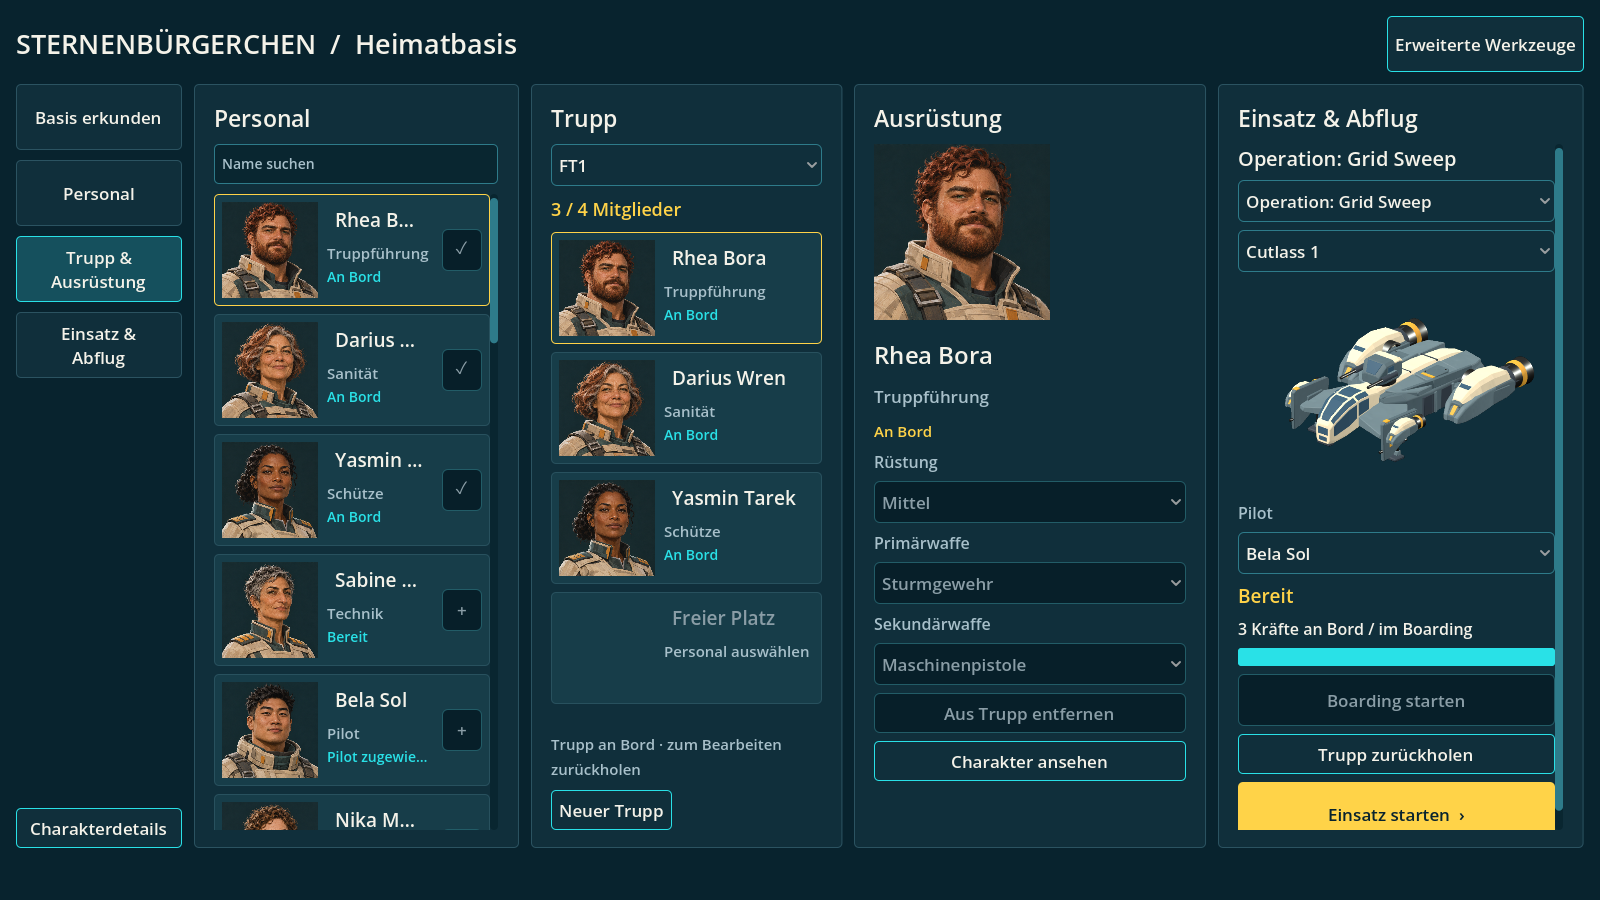 STERNENBÜRGERCHEN / Heimatbasis
Erweiterte Werkzeuge
Basis erkunden
Personal
Trupp &
Ausrüstung
Einsatz &
Abflug
Charakterdetails
Personal
Name suchen
Rhea B...
Truppführung
An Bord
✓
Darius ...
Sanität
An Bord
✓
Yasmin ...
Schütze
An Bord
✓
Sabine ...
Technik
Bereit
+
Bela Sol
Pilot
Pilot zugewie...
+
Nika M...
Trupp
FT1
3 / 4 Mitglieder
Rhea Bora
Truppführung
An Bord
Darius Wren
Sanität
An Bord
Yasmin Tarek
Schütze
An Bord
Freier Platz
Personal auswählen
Trupp an Bord · zum Bearbeiten
zurückholen
Neuer Trupp
Ausrüstung
Rhea Bora
Truppführung
An Bord
Rüstung
Mittel
Primärwaffe
Sturmgewehr
Sekundärwaffe
Maschinenpistole
Aus Trupp entfernen
Charakter ansehen
Einsatz & Abflug
Operation: Grid Sweep
Operation: Grid Sweep
Cutlass 1
Pilot
Bela Sol
Bereit
3 Kräfte an Bord / im Boarding
Boarding starten
Trupp zurückholen
Einsatz starten ›